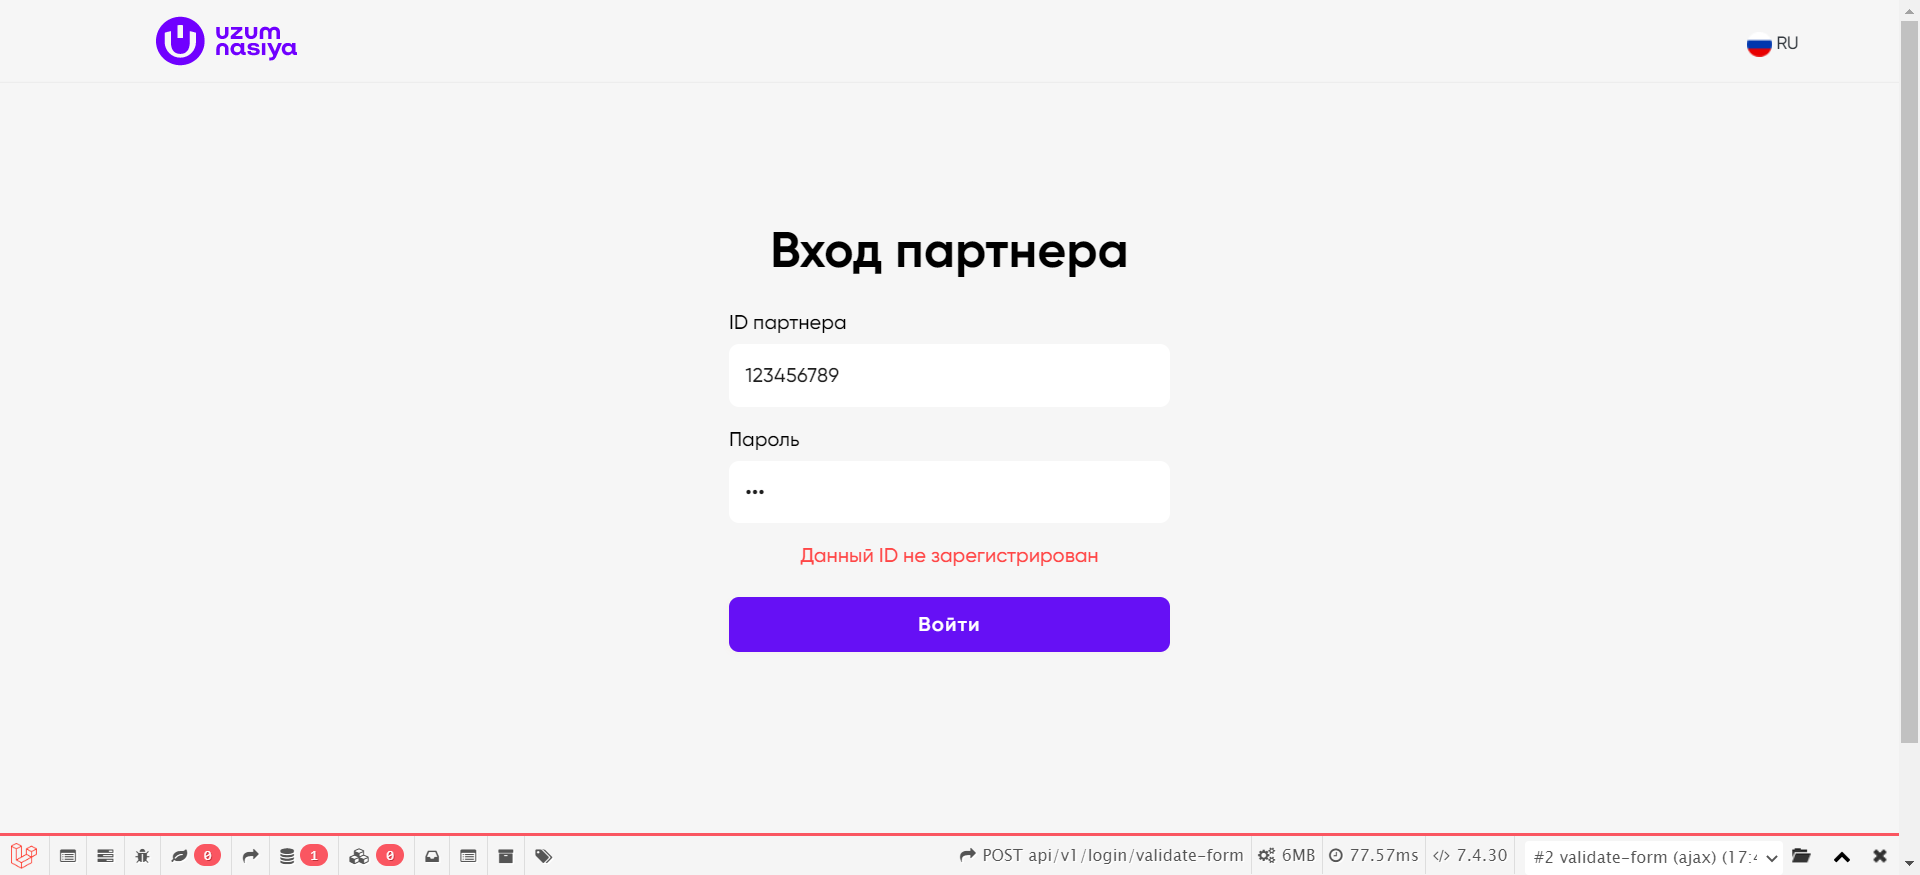 uzum
nasiya
RU
Вход партнера
ID партнера
123456789
Пароль
•••
Данный ID не зарегистрирован
Войти
0
1
0
POST api/v1/login/validate-form
6MB
77.57ms
7.4.30
#2 validate-form (ajax) (17:4